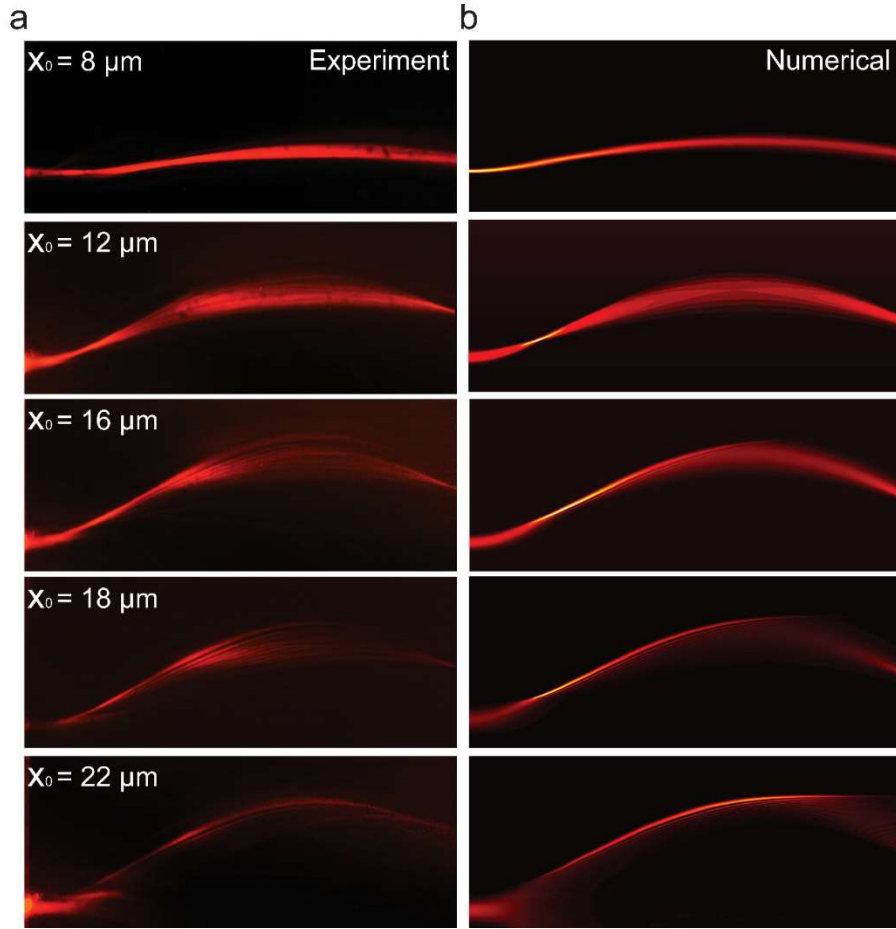 a
b
x₀ = 8 μm
Experiment
Numerical
x₀ = 12 μm
x₀ = 16 μm
x₀ = 18 μm
x₀ = 22 μm